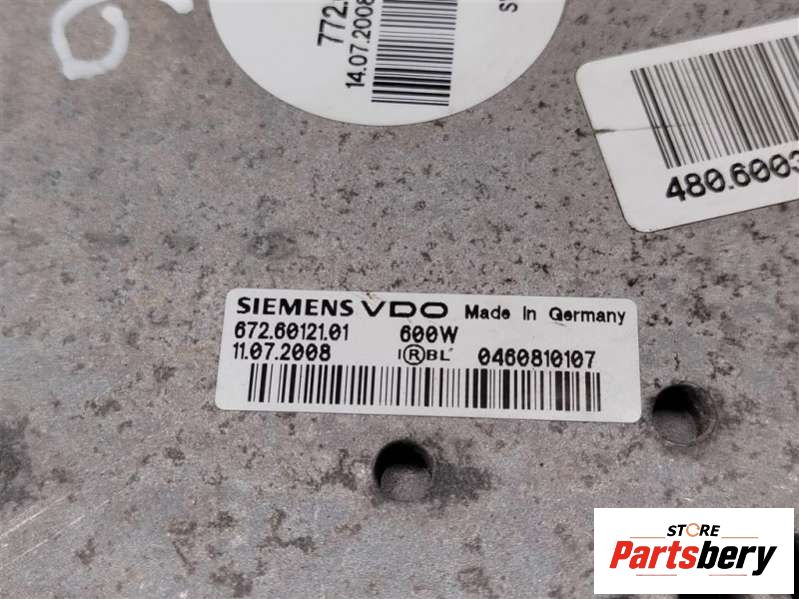 772.
14.07.2008
480.6003
SIEMENS VDO Made in Germany
672.60121.01 600W
11.07.2008 I®BL 0460810107
STORE
Partsbery